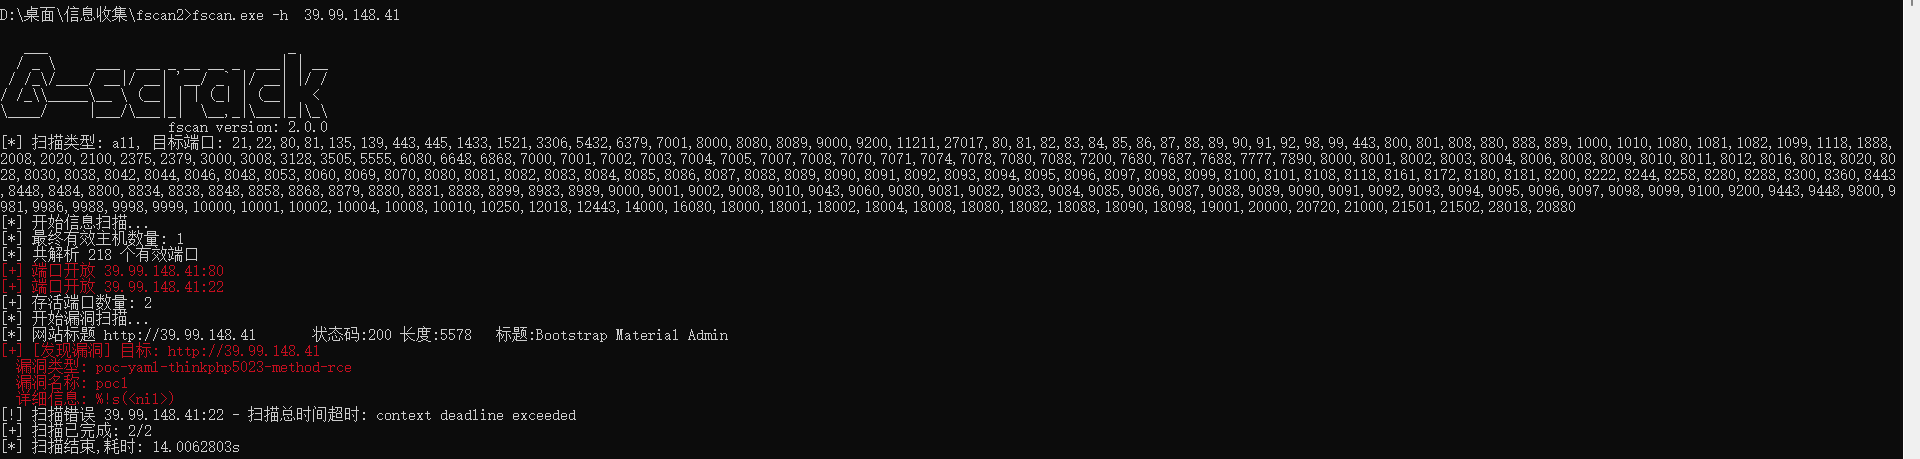 D:\桌面\信息收集\fscan2>fscan.exe -h  39.99.148.41
fscan version: 2.0.0
[*] 扫描类型: all, 目标端口: 21,22,80,81,135,139,443,445,1433,1521,3306,5432,6379,7001,8000,8080,8089,9000,9200,11211,27017,80,81,82,83,84,85,86,87,88,89,90,91,92,98,99,443,800,801,808,880,888,889,1000,1010,1080,1081,1082,1099,1118,1888,
2008,2020,2100,2375,2379,3000,3008,3128,3505,5555,6080,6648,6868,7000,7001,7002,7003,7004,7005,7007,7008,7070,7071,7074,7078,7080,7088,7200,7680,7687,7688,7777,7890,8000,8001,8002,8003,8004,8006,8008,8009,8010,8011,8012,8016,8018,8020,80
28,8030,8038,8042,8044,8046,8048,8053,8060,8069,8070,8080,8081,8082,8083,8084,8085,8086,8087,8088,8089,8090,8091,8092,8093,8094,8095,8096,8097,8098,8099,8100,8101,8108,8118,8161,8172,8180,8181,8200,8222,8244,8258,8280,8288,8300,8360,8443
,8448,8484,8800,8834,8838,8848,8858,8868,8879,8880,8881,8888,8899,8983,8989,9000,9001,9002,9008,9010,9043,9060,9080,9081,9082,9083,9084,9085,9086,9087,9088,9089,9090,9091,9092,9093,9094,9095,9096,9097,9098,9099,9100,9200,9443,9448,9800,9
981,9986,9988,9998,9999,10000,10001,10002,10004,10008,10010,10250,12018,12443,14000,16080,18000,18001,18002,18004,18008,18080,18082,18088,18090,18098,19001,20000,20720,21000,21501,21502,28018,20880
[*] 开始信息扫描...
[*] 最终有效主机数量: 1
[*] 共解析 218 个有效端口
[+] 端口开放 39.99.148.41:80
[+] 端口开放 39.99.148.41:22
[+] 存活端口数量: 2
[*] 开始漏洞扫描...
[*] 网站标题 http://39.99.148.41       状态码:200 长度:5578   标题:Bootstrap Material Admin
[+] [发现漏洞] 目标: http://39.99.148.41
  漏洞类型: poc-yaml-thinkphp5023-method-rce
  漏洞名称: poc1
  详细信息: %!s(<nil>)
[!] 扫描错误 39.99.148.41:22 - 扫描总时间超时: context deadline exceeded
[+] 扫描已完成: 2/2
[*] 扫描结束,耗时: 14.0062803s